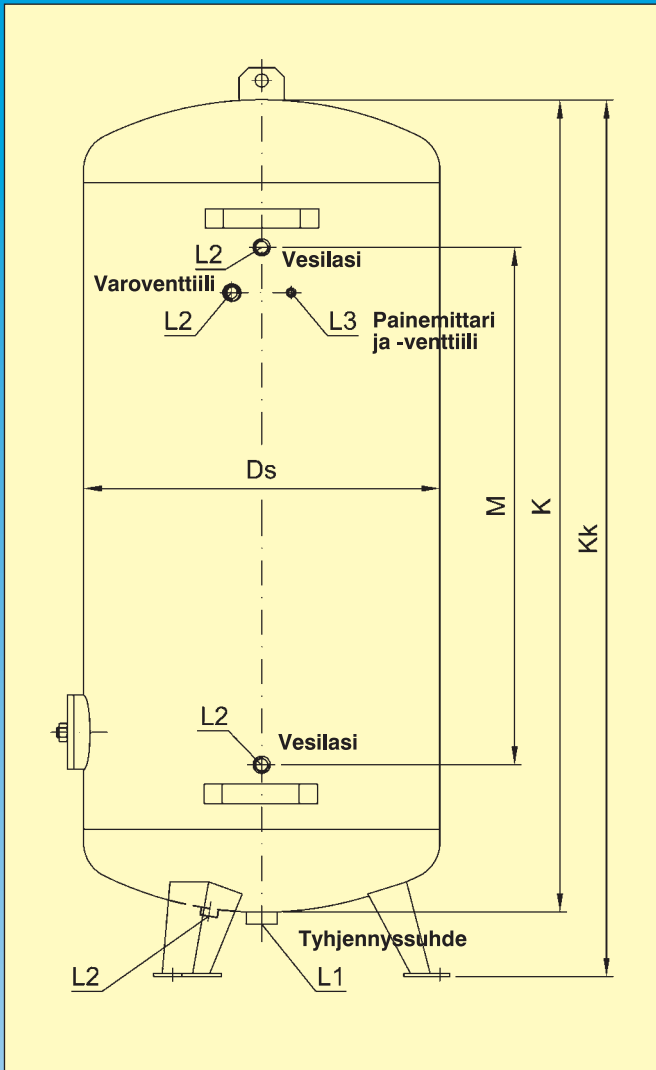 L2
Vesilasi
Varoventtiili
L2
L3
Painemittari
ja -venttiili
Ds
M
K
Kk
L2
Vesilasi
Tyhjennyssuhde
L2
L1